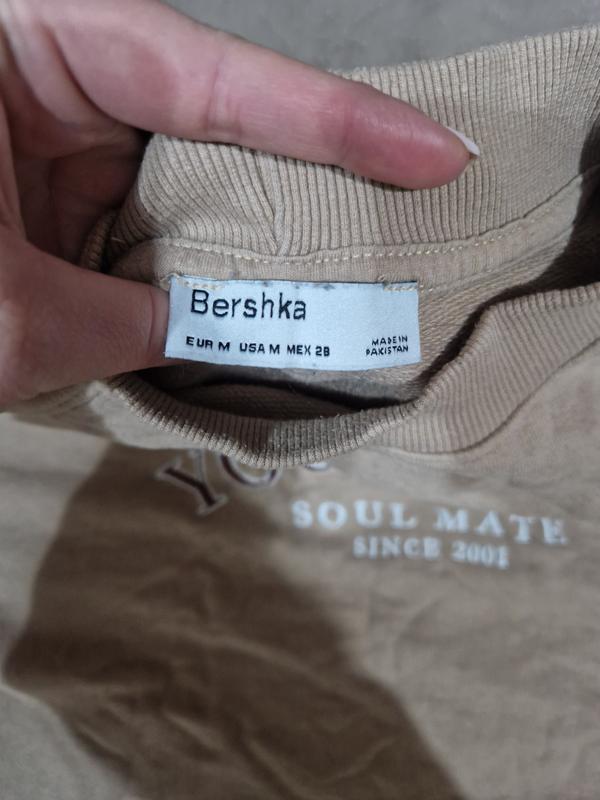 Bershka
EUR M USA M MEX 28
MADE IN
PAKISTAN
SOUL MATE
SINCE 2001